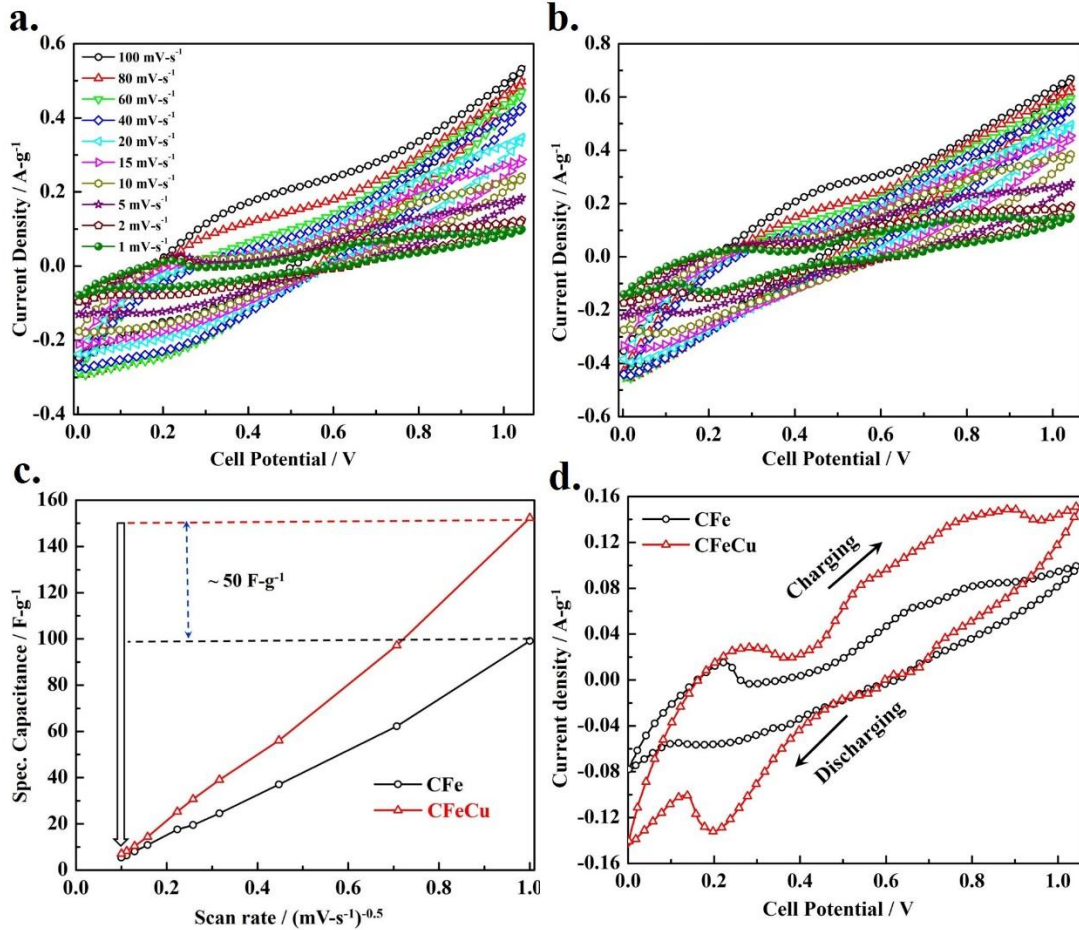 a.
Current Density / A-g⁻¹
0.8
0.6
0.4
0.2
0.0
-0.2
-0.4
100 mV-s⁻¹
80 mV-s⁻¹
60 mV-s⁻¹
40 mV-s⁻¹
20 mV-s⁻¹
15 mV-s⁻¹
10 mV-s⁻¹
5 mV-s⁻¹
2 mV-s⁻¹
1 mV-s⁻¹
0.0 0.2 0.4 0.6 0.8 1.0
Cell Potential / V
b.
Current Density / A-g⁻¹
0.8
0.6
0.4
0.2
0.0
-0.2
-0.4
-0.6
0.0 0.2 0.4 0.6 0.8 1.0
Cell Potential / V
c.
Spec. Capacitance / F-g⁻¹
160
140
120
100
80
60
40
20
0
~ 50 F-g⁻¹
CFe
CFeCu
0.0 0.2 0.4 0.6 0.8 1.0
Scan rate / (mV-s⁻¹)⁻⁰·⁵
d.
Current density / A-g⁻¹
0.16
0.12
0.08
0.04
0.00
-0.04
-0.08
-0.12
-0.16
CFe
CFeCu
Charging
Discharging
0.0 0.2 0.4 0.6 0.8 1.0
Cell Potential / V